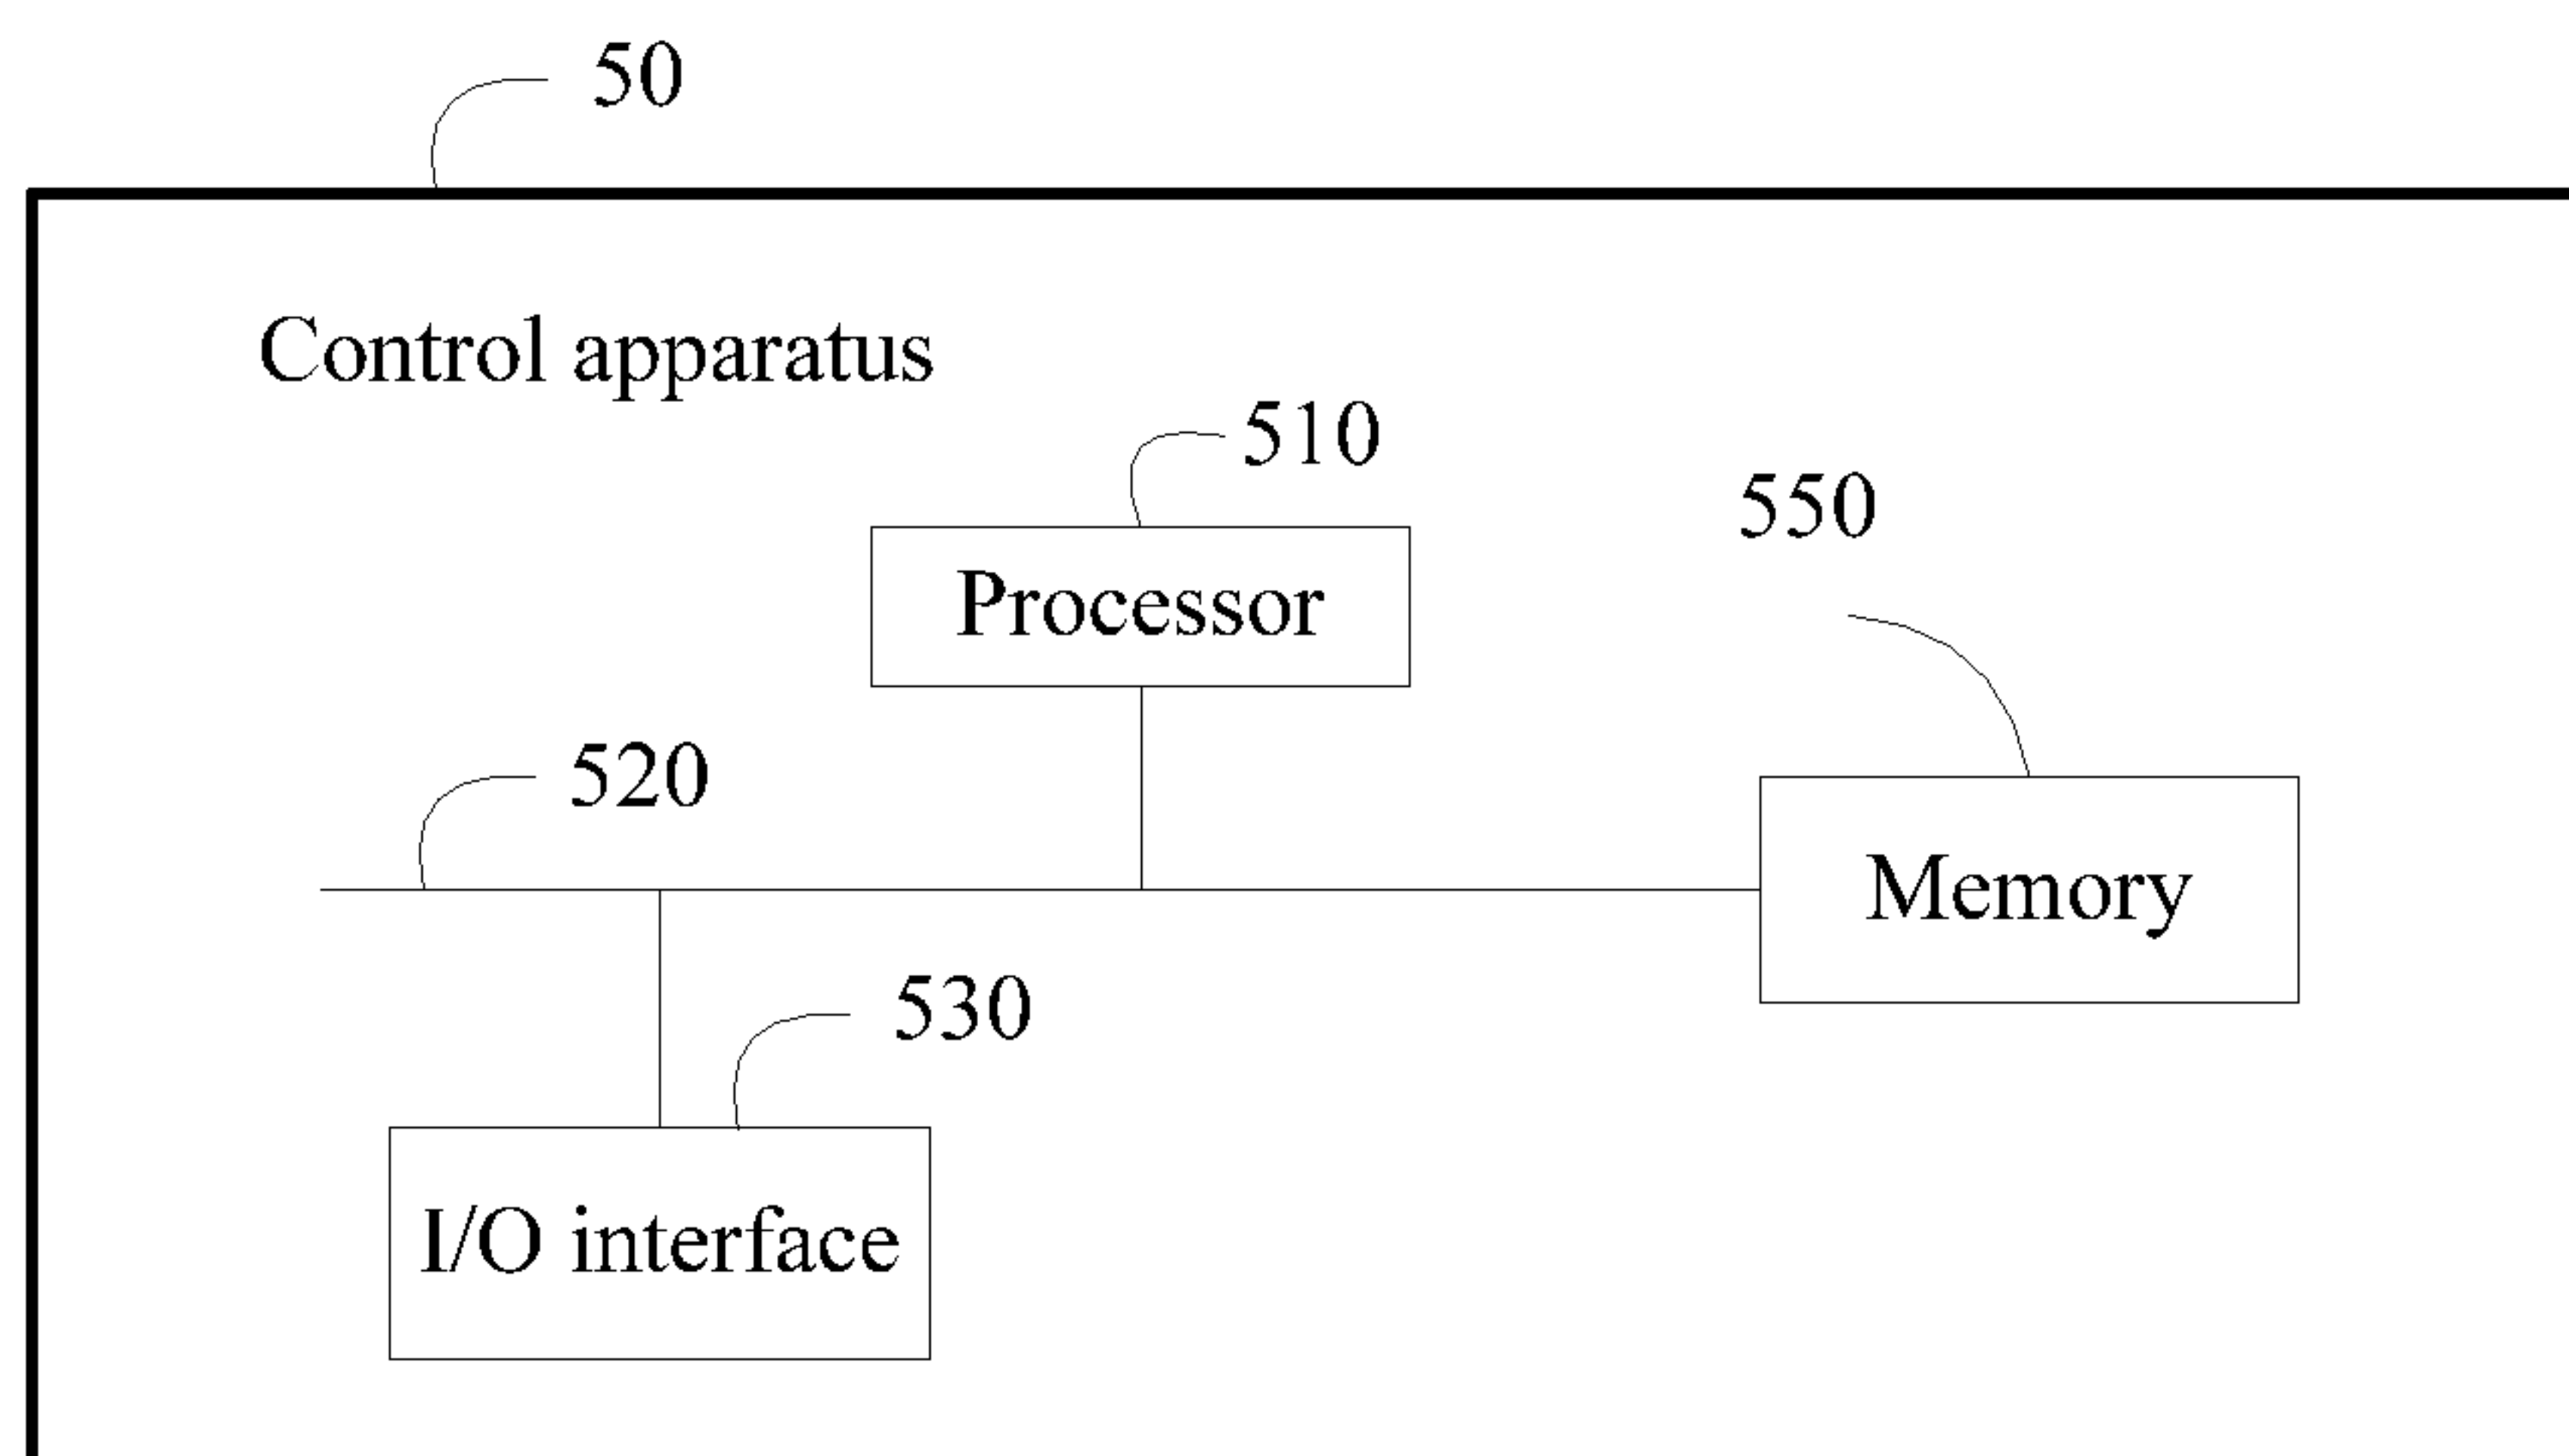 50
Control apparatus
510
550
Processor
520
Memory
530
I/O interface